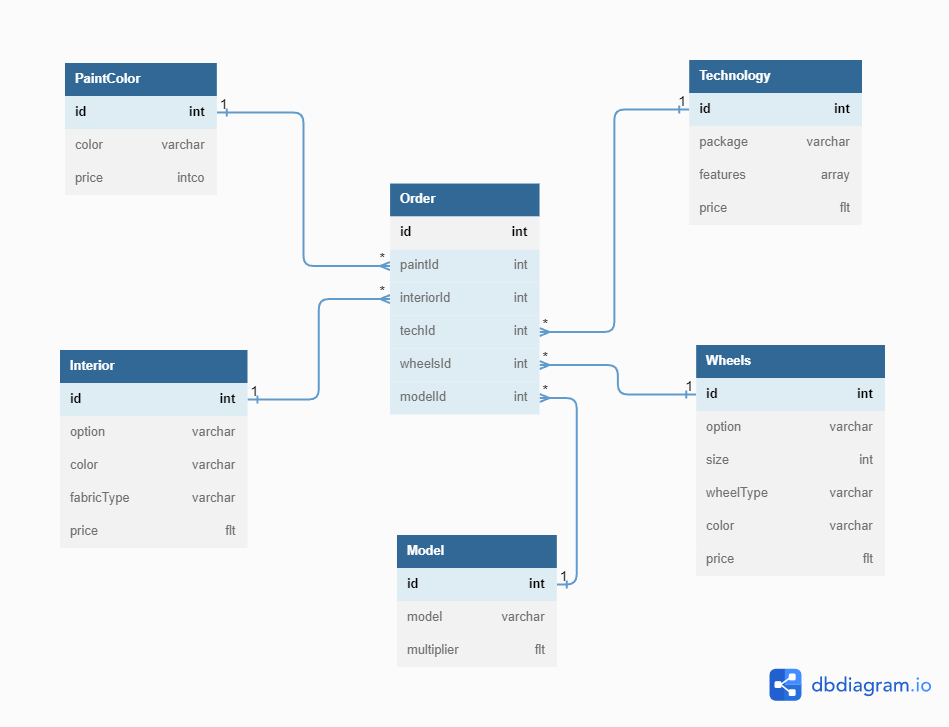 PaintColor
id int
color varchar
price intco
1
Technology
1
id int
package varchar
features array
price flt
Order
id int
* paintId int
* interiorId int
techId int *
wheelsId int *
modelId int *
Interior
id int 1
option varchar
color varchar
fabricType varchar
price flt
Wheels
1 id int
option varchar
size int
wheelType varchar
color varchar
price flt
Model
id int 1
model varchar
multiplier flt
dbdiagram.io